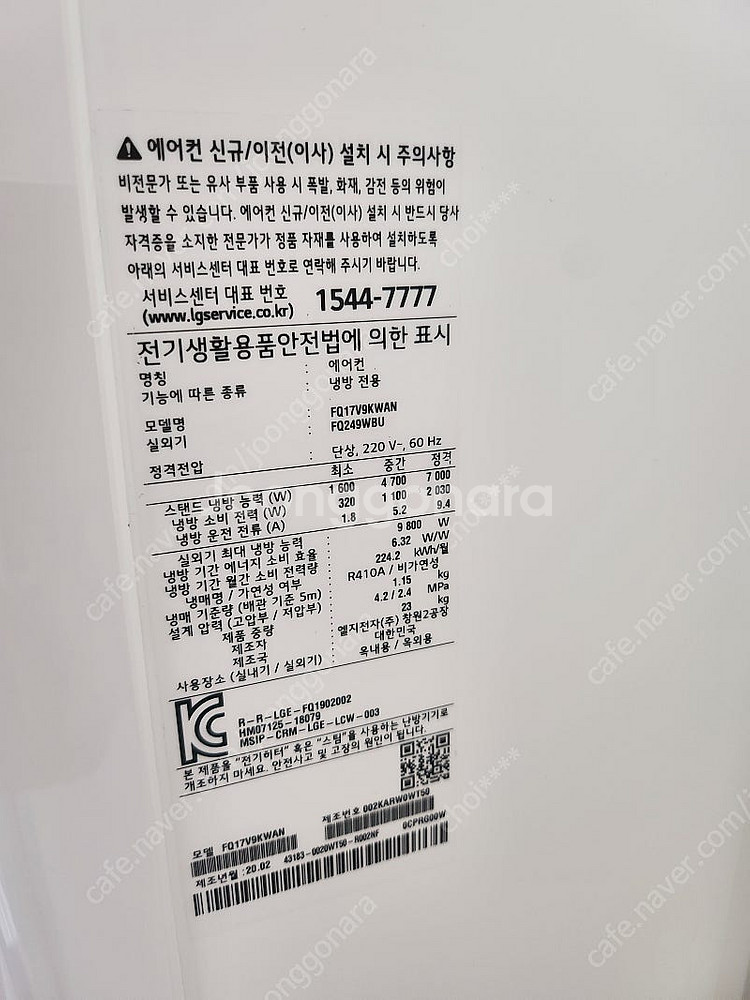 ⚠ 에어컨 신규/이전(이사) 설치 시 주의사항
비전문가 또는 유사 부품 사용 시 폭발, 화재, 감전 등의 위험이
발생할 수 있습니다. 에어컨 신규/이전(이사) 설치 시 반드시 당사
자격증을 소지한 전문가가 정품 자재를 사용하여 설치하도록
아래의 서비스센터 대표 번호로 연락해 주시기 바랍니다.
서비스센터 대표 번호 1544-7777
(www.lgservice.co.kr)
전기생활용품안전법에 의한 표시
명칭 : 에어컨
기능에 따른 종류 : 냉방 전용
모델명 : FQ17V9KWAN
실외기 FQ249WBU
정격전압 : 단상, 220 V~, 60 Hz
최소 중간 정격
스탠드 냉방 능력 (W) 1 600 4 700 7 000
냉방 소비 전력 (W) 320 1 100 2 030
냉방 운전 전류 (A) 1.8 5.2 9.4
실외기 최대 냉방 능력 : 9 800 W
냉방 기간 에너지 소비 효율 : 6.32 W/W
냉방 기간 월간 소비 전력량 : 224.2 kWh/월
냉매명 / 가연성 여부 : R410A / 비가연성
냉매 기준량 (배관 기준 5m) : 1.15 kg
설계 압력 (고압부 / 저압부) : 4.2 / 2.4 MPa
제품 중량 : 23 kg
제조자 : 엘지전자(주) 창원2공장
제조국 : 대한민국
사용장소 (실내기 / 실외기) : 옥내용 / 옥외용
R-R-LGE-FQ1902002
HM07125-18079
MSIP-CRM-LGE-LCW-003
본 제품을 "전기히터" 혹은 "스팀"을 사용하는 난방기기로
개조하지 마세요. 안전사고 및 고장의 원인이 됩니다.
제조번호 002KARW0WT50
모델 FQ17V9KWAN
43183-0020WT50-R002NF 0CPRG00W
제조년월 : 20.02
joonggonara
cafe.naver.com/joonggonara
choi****